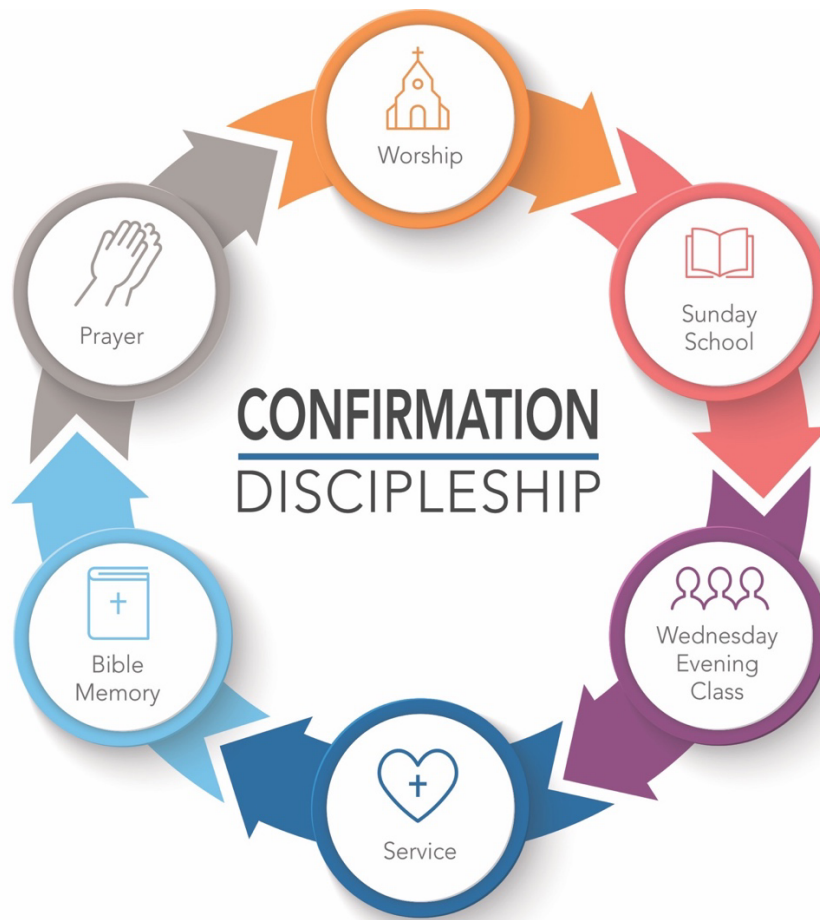 Worship
Sunday
School
Wednesday
Evening
Class
Service
Bible
Memory
Prayer
CONFIRMATION
DISCIPLESHIP